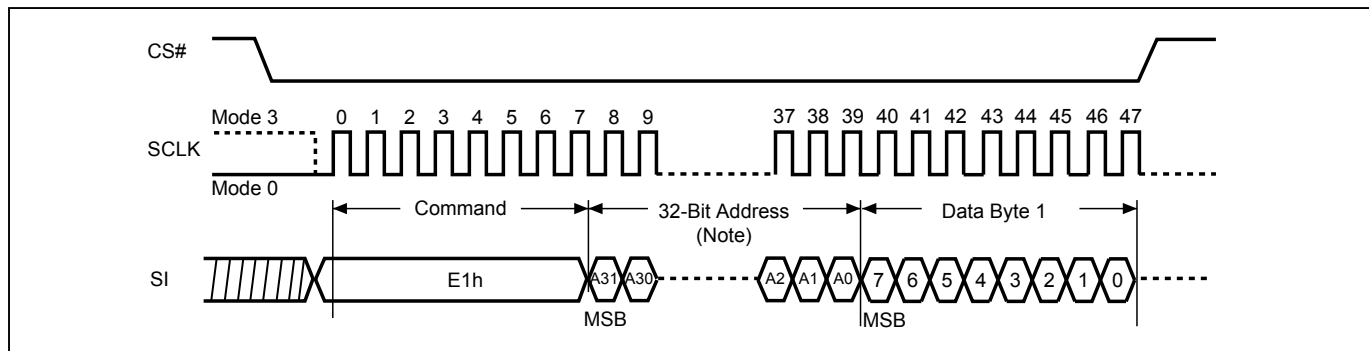 CS#
Mode 3 0 1 2 3 4 5 6 7 8 9 37 38 39 40 41 42 43 44 45 46 47
SCLK
Mode 0
Command 32-Bit Address Data Byte 1
(Note)
SI E1h A31 A30 A2 A1 A0 7 6 5 4 3 2 1 0
MSB MSB